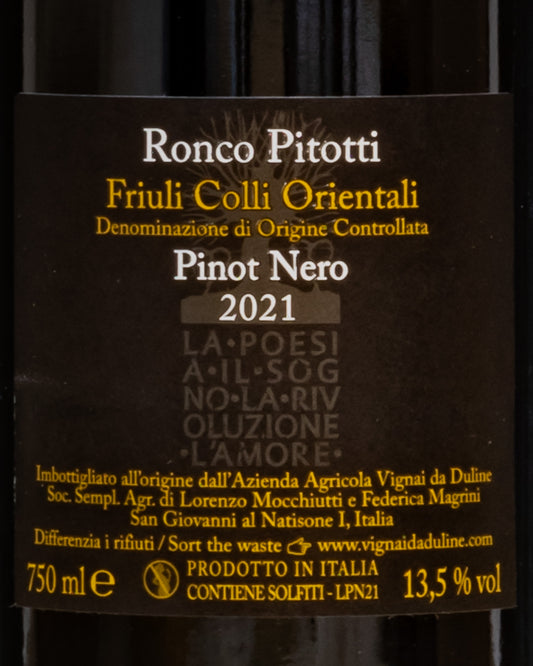 Ronco Pitotti
Friuli Colli Orientali
Denominazione di Origine Controllata
Pinot Nero
2021
LA•POESI
A•IL•SOG
NO•LA•RIV
OLUZIONE
•L'AMORE•
Imbottigliato all'origine dall'Azienda Agricola Vignai da Duline
Soc. Sempl. Agr. di Lorenzo Mocchiutti e Federica Magrini
San Giovanni al Natisone I, Italia
Differenzia i rifiuti / Sort the waste www.vignaidaduline.com
750 ml e PRODOTTO IN ITALIA 13,5 % vol
CONTIENE SOLFITI - LPN21